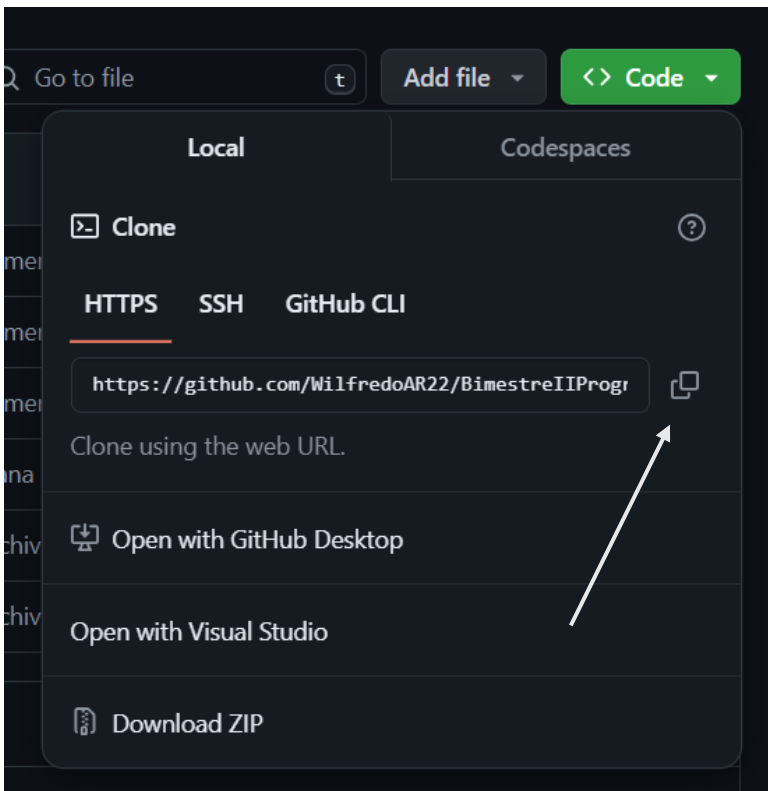 Go to file t Add file <> Code
Local Codespaces
Clone
HTTPS SSH GitHub CLI
https://github.com/WilfredoAR22/BimestreIIProgr
Clone using the web URL.
Open with GitHub Desktop
Open with Visual Studio
Download ZIP